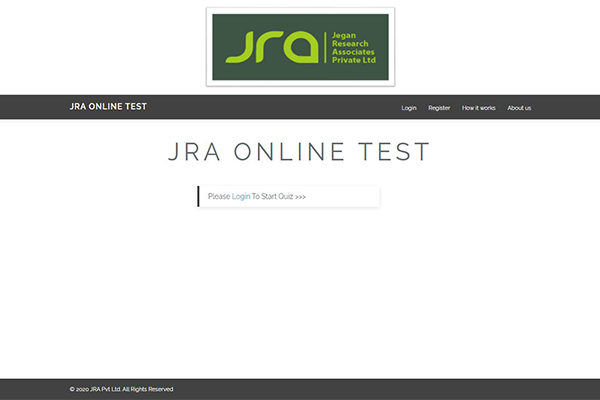 jra
Jegan
Research
Associates
Private Ltd
JRA ONLINE TEST
Login Register How it works About us
JRA ONLINE TEST
Please Login To Start Quiz >>>
© 2020 JRA Pvt Ltd. All Rights Reserved